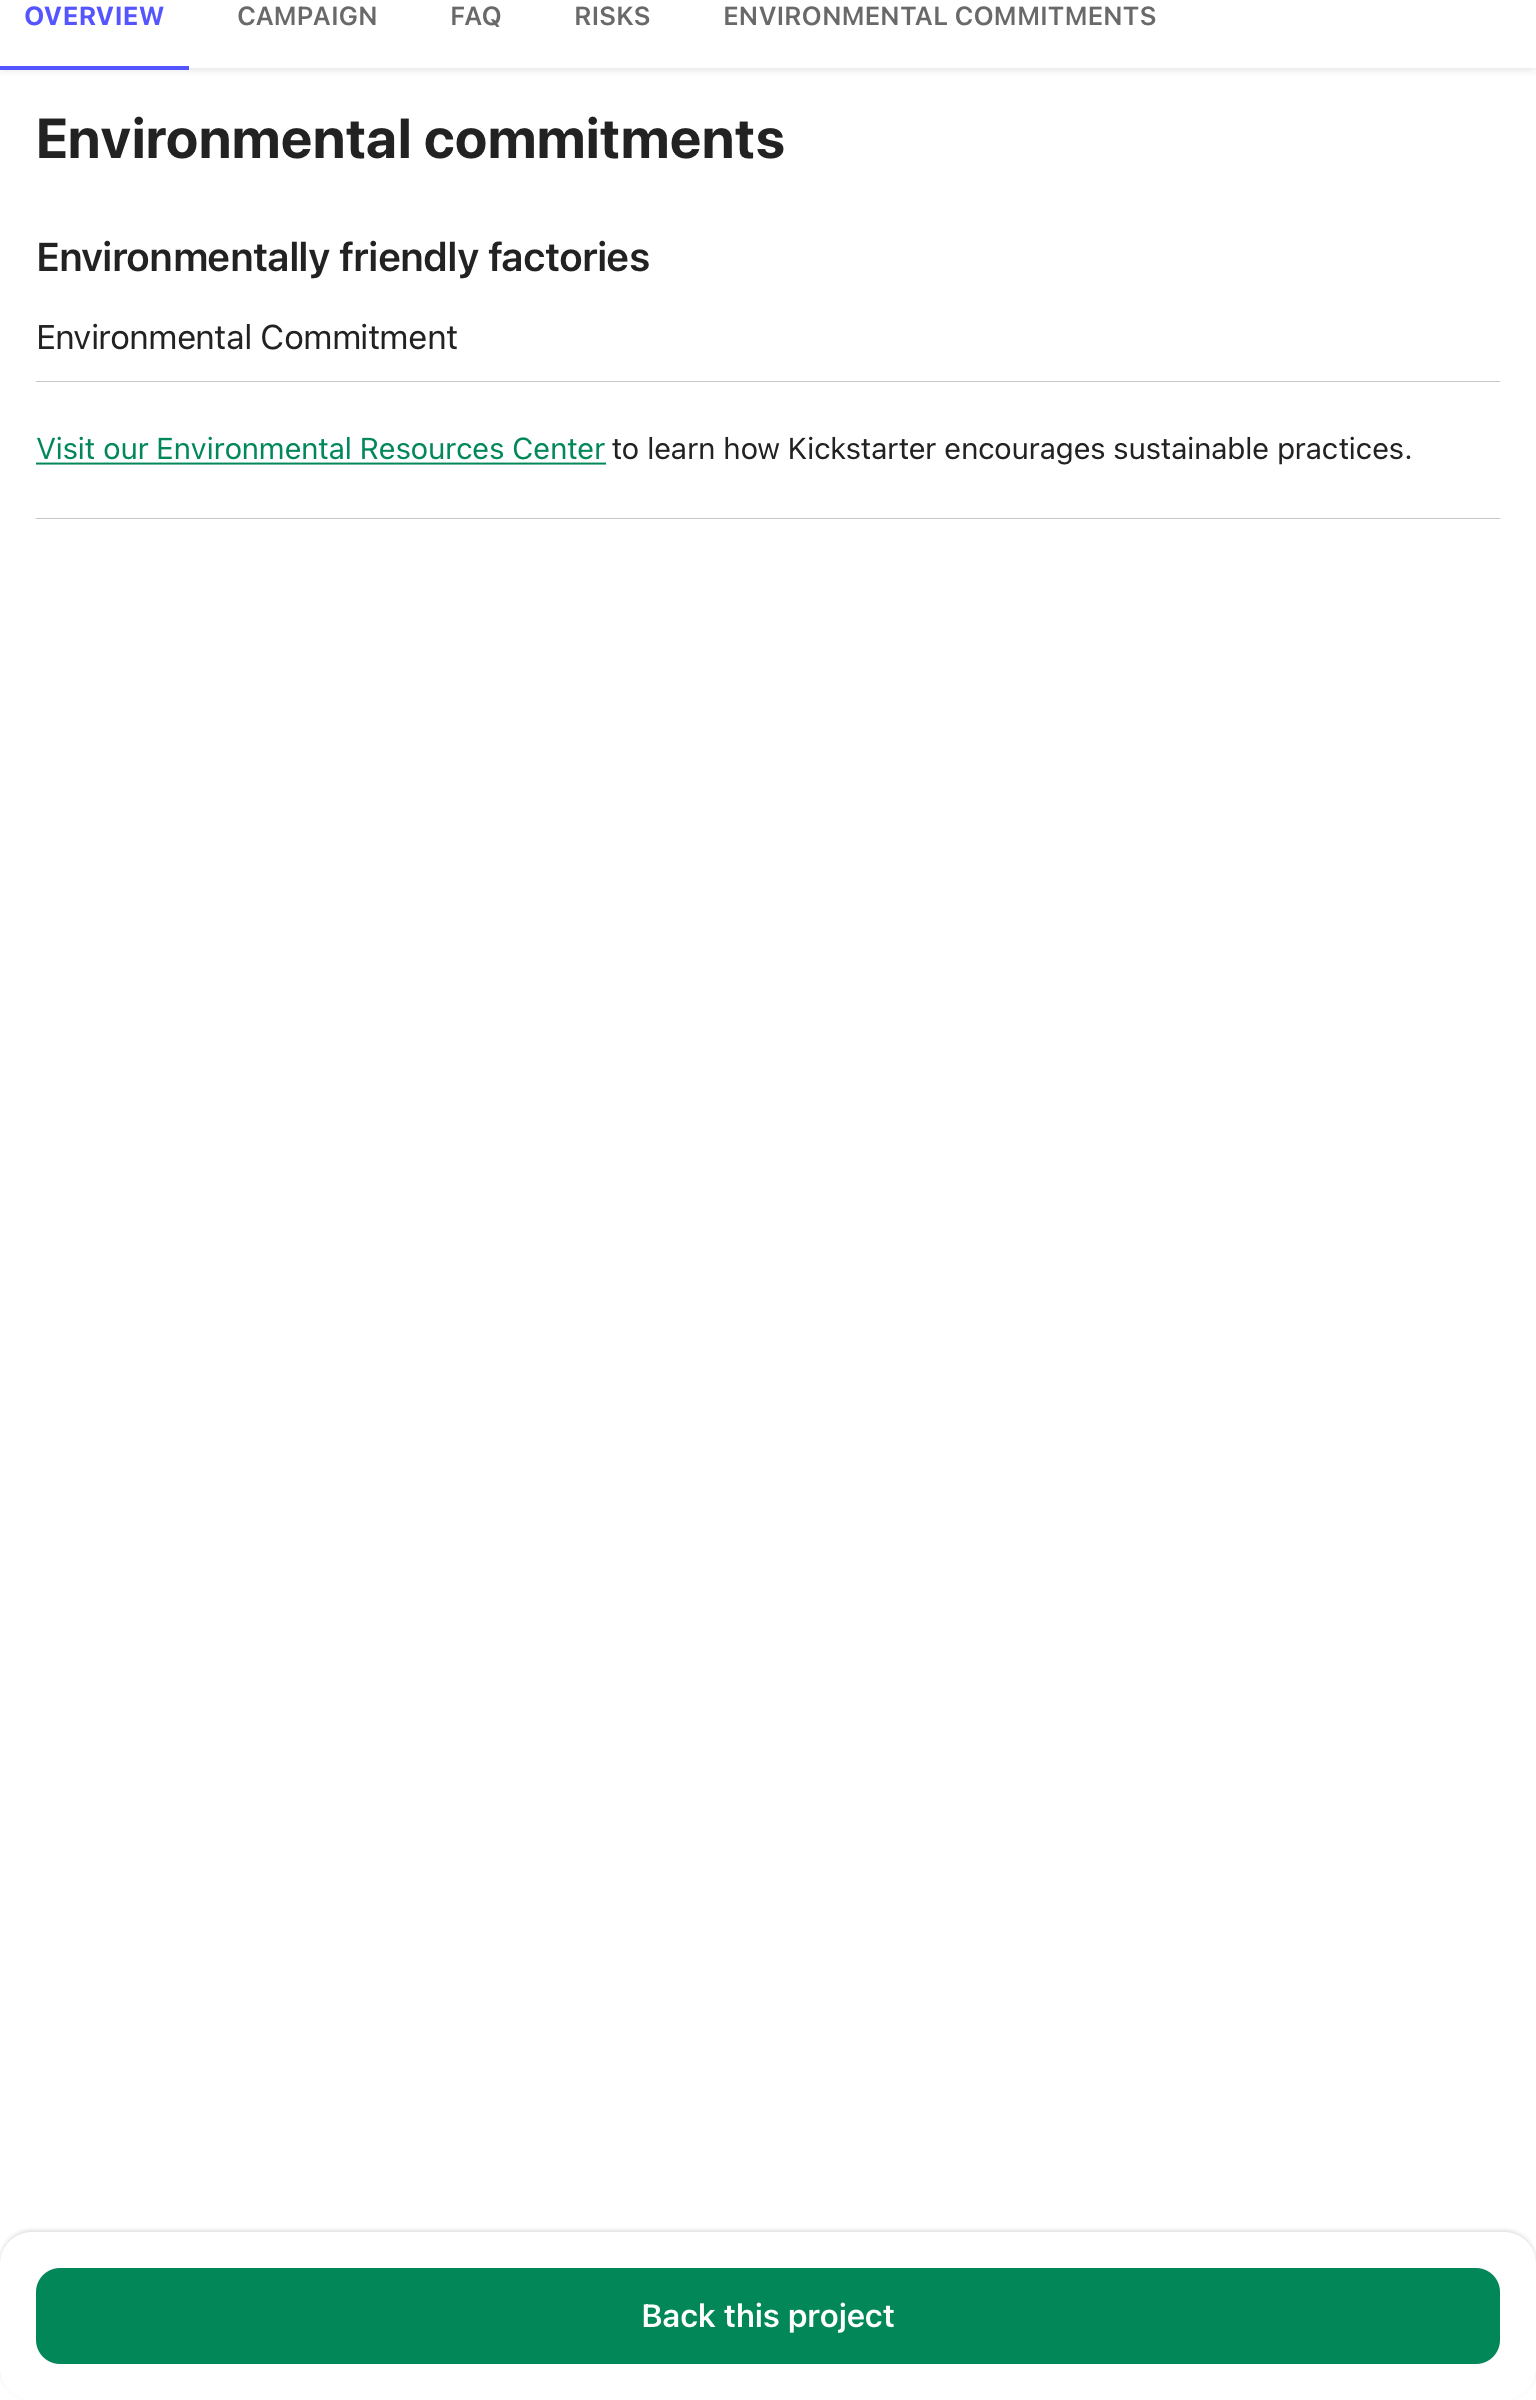 OVERVIEW CAMPAIGN FAQ RISKS ENVIRONMENTAL COMMITMENTS
Environmental commitments
Environmentally friendly factories
Environmental Commitment
Visit our Environmental Resources Center to learn how Kickstarter encourages sustainable practices.
Back this project